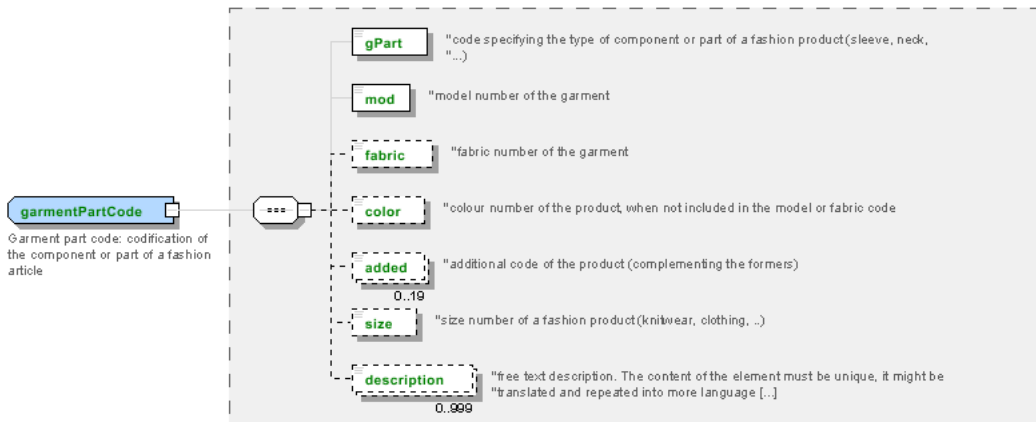 gPart
"code specifying the type of component or part of a fashion product (sleeve, neck,
"...)
mod
"model number of the garment
fabric
"fabric number of the garment
garmentPartCode
Garment part code: codification of
the component or part of a fashion
article
color
"colour number of the product, when not included in the model or fabric code
added
"additional code of the product (complementing the formers)
0..19
size
"size number of a fashion product (knitwear, clothing, ..)
description
"free text description. The content of the element must be unique, it might be
"translated and repeated into more language [...]
0..999